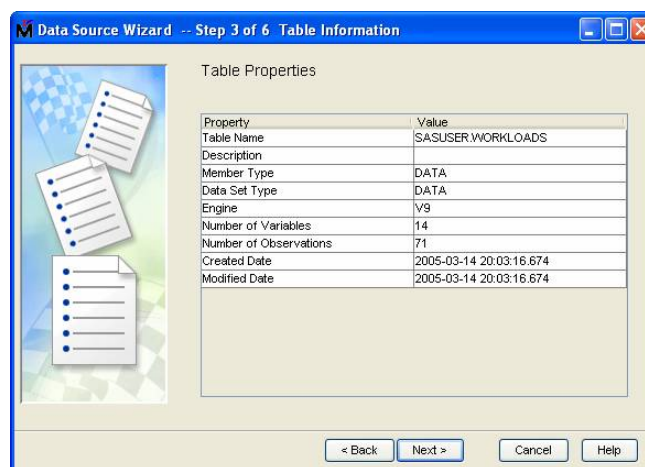 Data Source Wizard -- Step 3 of 6 Table Information
Table Properties
Property Value
Table Name SASUSER.WORKLOADS
Description
Member Type DATA
Data Set Type DATA
Engine V9
Number of Variables 14
Number of Observations 71
Created Date 2005-03-14 20:03:16.674
Modified Date 2005-03-14 20:03:16.674
< Back Next > Cancel Help